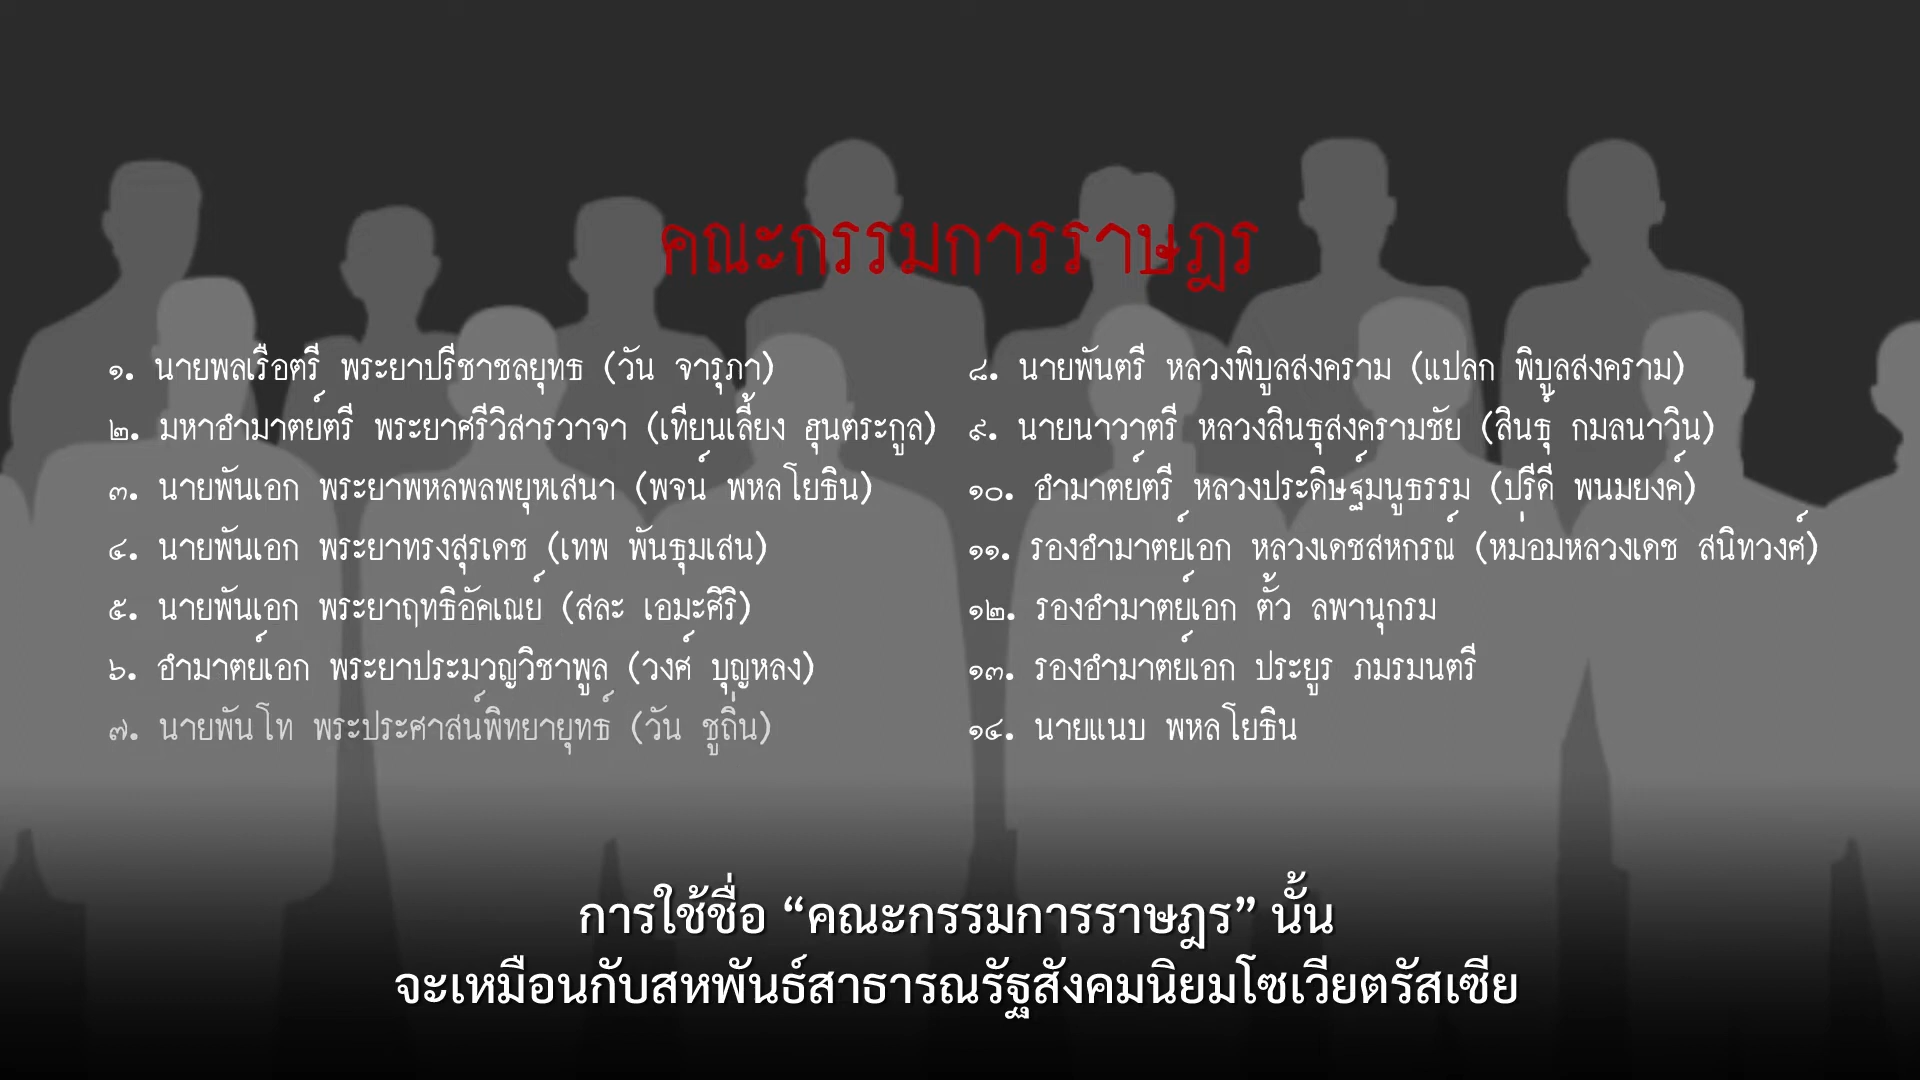 คณะกรรมการราษฎร
๑. นายพลเรือตรี พระยาปรีชาชลยุทธ (วัน จารุภา)
๒. มหาอำมาตย์ตรี พระยาศรีวิสารวาจา (เทียนเลี้ยง ฮุนตระกูล)
๓. นายพันเอก พระยาพหลพลพยุหเสนา (พจน์ พหลโยธิน)
๔. นายพันเอก พระยาทรงสุรเดช (เทพ พันธุมเสน)
๕. นายพันเอก พระยาฤทธิอัคเณย์ (สละ เอมะศิริ)
๖. อำมาตย์เอก พระยาประมวญวิชาพูล (วงศ์ บุญหลง)
๗. นายพันโท พระประศาสน์พิทยายุทธ์ (วัน ชูถิ่น)
๘. นายพันตรี หลวงพิบูลสงคราม (แปลก พิบูลสงคราม)
๙. นายนาวาตรี หลวงสินธุสงครามชัย (สินธุ์ กมลนาวิน)
๑๐. อำมาตย์ตรี หลวงประดิษฐ์มนูธรรม (ปรีดี พนมยงค์)
๑๑. รองอำมาตย์เอก หลวงเดชสหกรณ์ (หม่อมหลวงเดช สนิทวงศ์)
๑๒. รองอำมาตย์เอก ตั้ว ลพานุกรม
๑๓. รองอำมาตย์เอก ประยูร ภมรมนตรี
๑๔. นายแนบ พหลโยธิน
การใช้ชื่อ “คณะกรรมการราษฎร” นั้น
จะเหมือนกับสหพันธ์สาธารณรัฐสังคมนิยมโซเวียตรัสเซีย